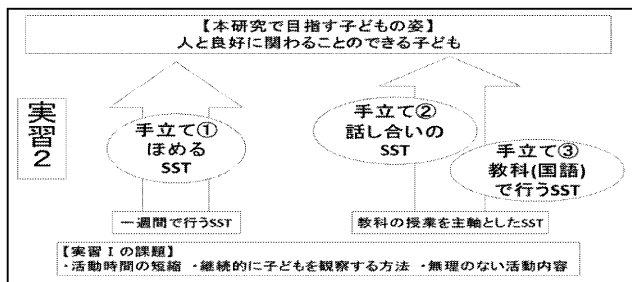 【本研究で目指す子どもの姿】
人と良好に関わることのできる子ども
実習2
手立て①
ほめる
SST
手立て②
話し合いの
SST
手立て③
教科(国語)
で行うSST
一週間で行うSST
教科の授業を主軸としたSST
【実習Ⅰの課題】
・活動時間の短縮 ・継続的に子どもを観察する方法 ・無理のない活動内容